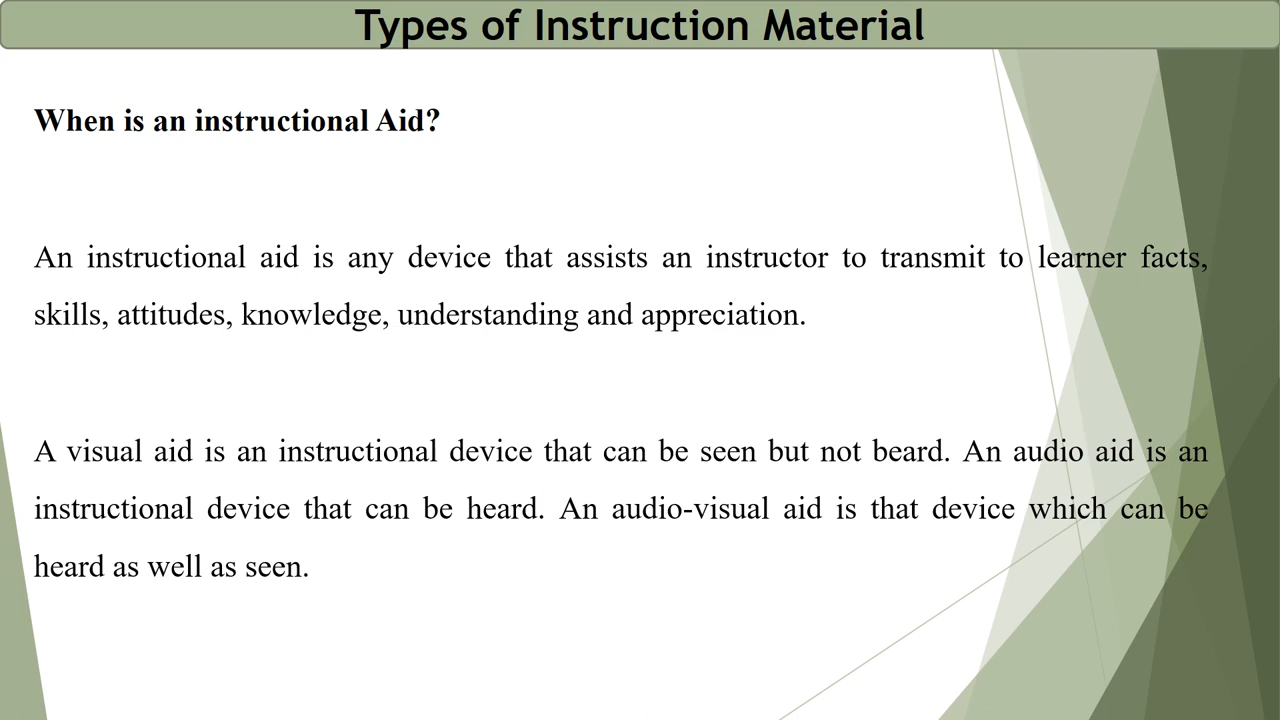 Types of Instruction Material
When is an instructional Aid?
An instructional aid is any device that assists an instructor to transmit to learner facts,
skills, attitudes, knowledge, understanding and appreciation.
A visual aid is an instructional device that can be seen but not beard. An audio aid is an
instructional device that can be heard. An audio-visual aid is that device which can be
heard as well as seen.